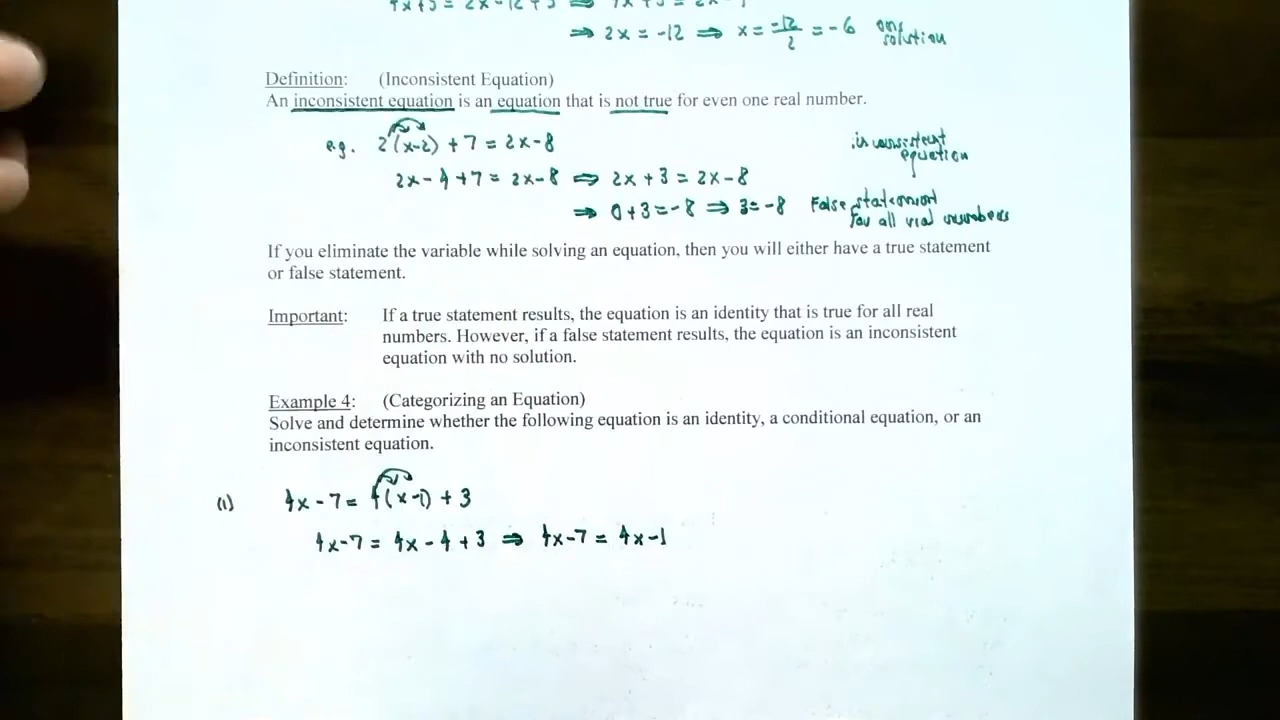 4x+3 = 2x-12+3 ⇒
⇒ 2x = -12 ⇒ x = -12/2 = -6 one solution
Definition: (Inconsistent Equation)
An inconsistent equation is an equation that is not true for even one real number.
e.g. 2(x-2) + 7 = 2x-8 inconsistent equation
2x - 4 + 7 = 2x-8 ⇔ 2x + 3 = 2x-8
⇒ 0+3 = -8 ⇒ 3 = -8 False statement for all real numbers
If you eliminate the variable while solving an equation, then you will either have a true statement
or false statement.
Important: If a true statement results, the equation is an identity that is true for all real
numbers. However, if a false statement results, the equation is an inconsistent
equation with no solution.
Example 4: (Categorizing an Equation)
Solve and determine whether the following equation is an identity, a conditional equation, or an
inconsistent equation.
(1) 4x - 7 = 4(x-1) + 3
4x-7 = 4x - 4 + 3 ⇒ 4x-7 = 4x-1